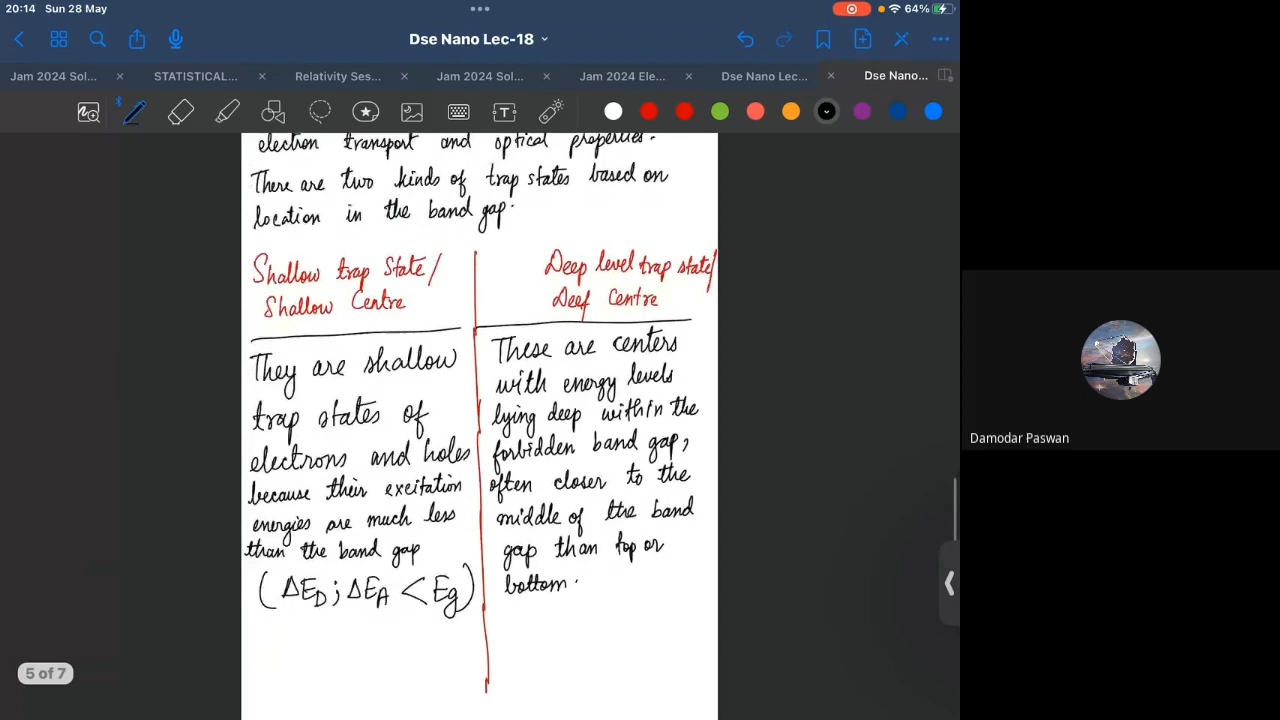 20:14 Sun 28 May
64%
Dse Nano Lec-18
Jam 2024 Sol...
STATISTICAL...
Relativity Ses...
Jam 2024 Sol...
Jam 2024 Ele...
Dse Nano Lec...
Dse Nano...
electron transport and optical properties.
There are two kinds of trap states based on
location in the band gap.
Shallow trap State/
Shallow Centre
They are shallow
trap states of
electrons and holes
because their excitation
energies are much less
than the band gap
(ΔE_D; ΔE_A < Eg)
Deep level trap state/
Deep Centre
These are centers
with energy levels
lying deep within the
forbidden band gap,
often closer to the
middle of the band
gap than top or
bottom.
5 of 7
Damodar Paswan